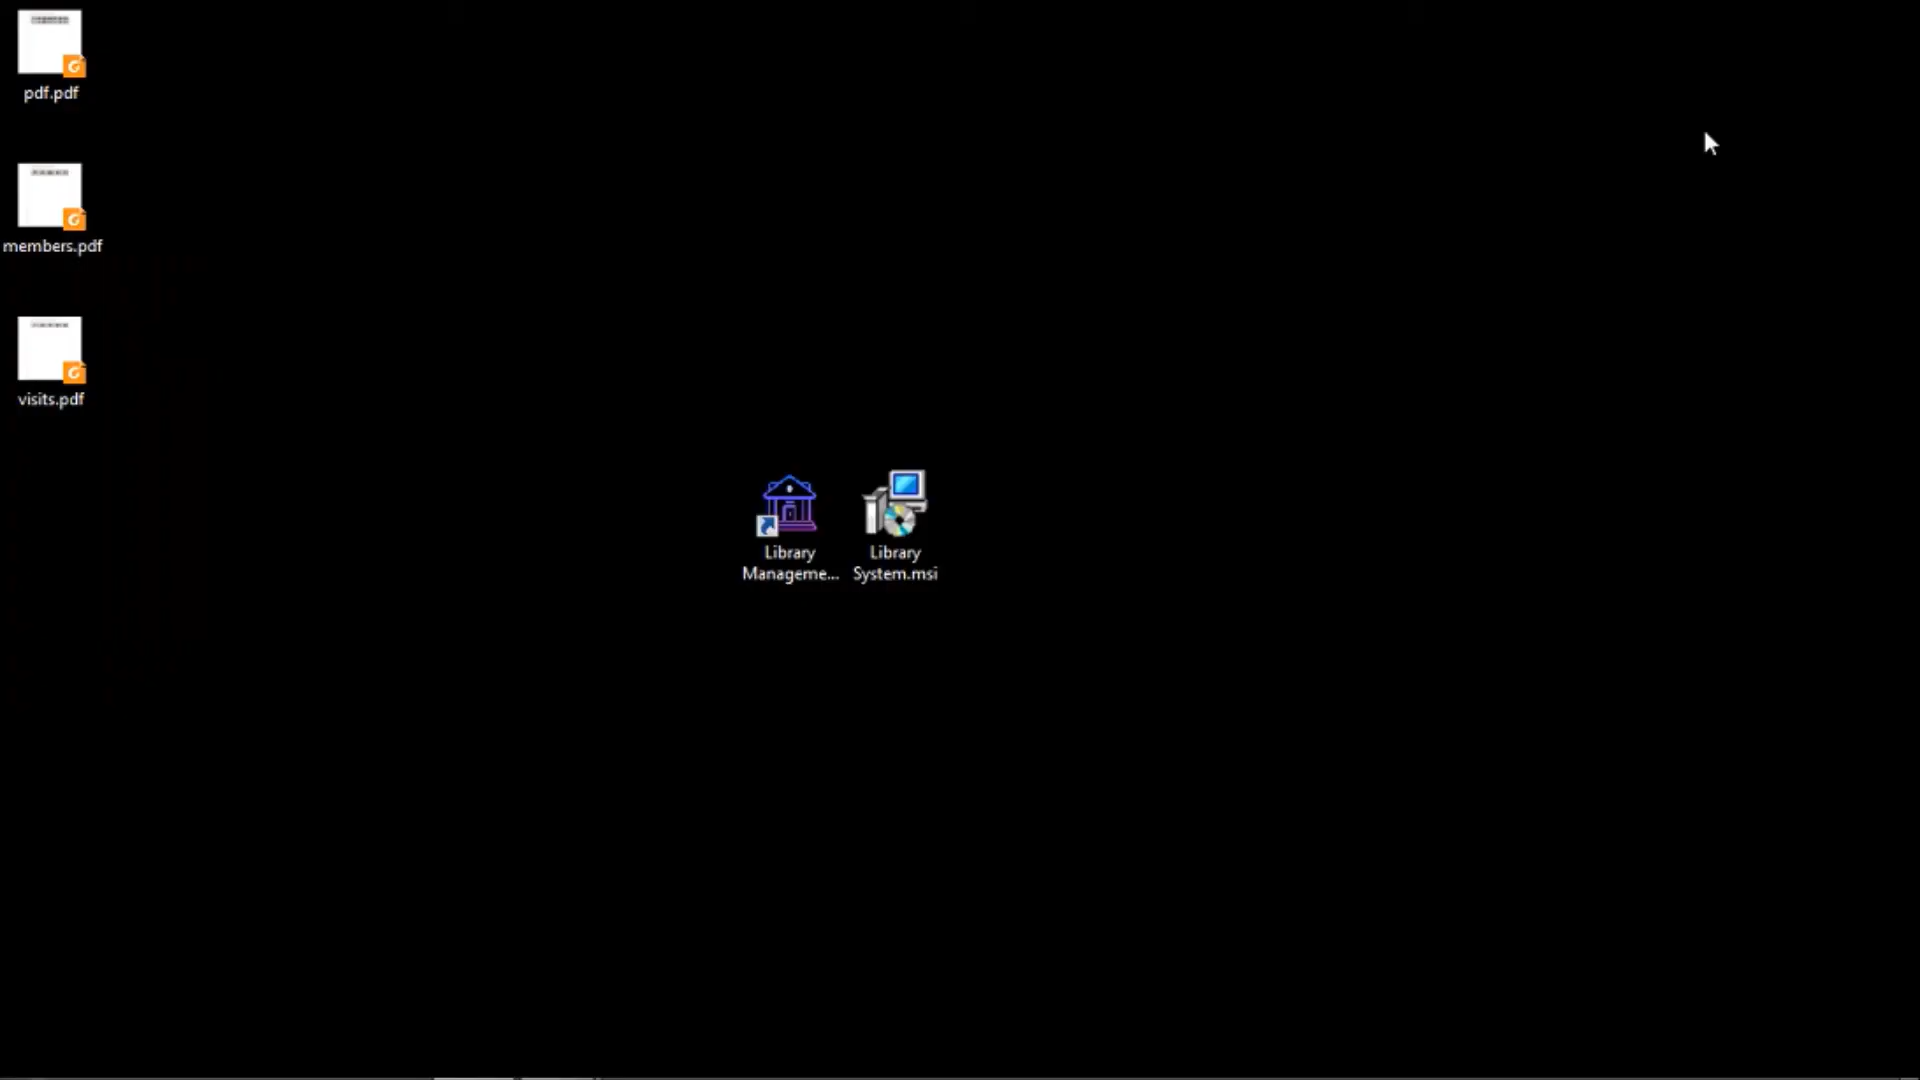 pdf.pdf
members.pdf
visits.pdf
Library
Manageme...
Library
System.msi